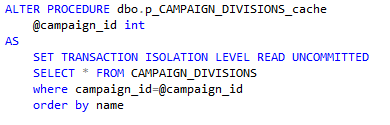 ALTER PROCEDURE dbo.p_CAMPAIGN_DIVISIONS_cache
@campaign_id int
AS
SET TRANSACTION ISOLATION LEVEL READ UNCOMMITTED
SELECT * FROM CAMPAIGN_DIVISIONS
where campaign_id=@campaign_id
order by name